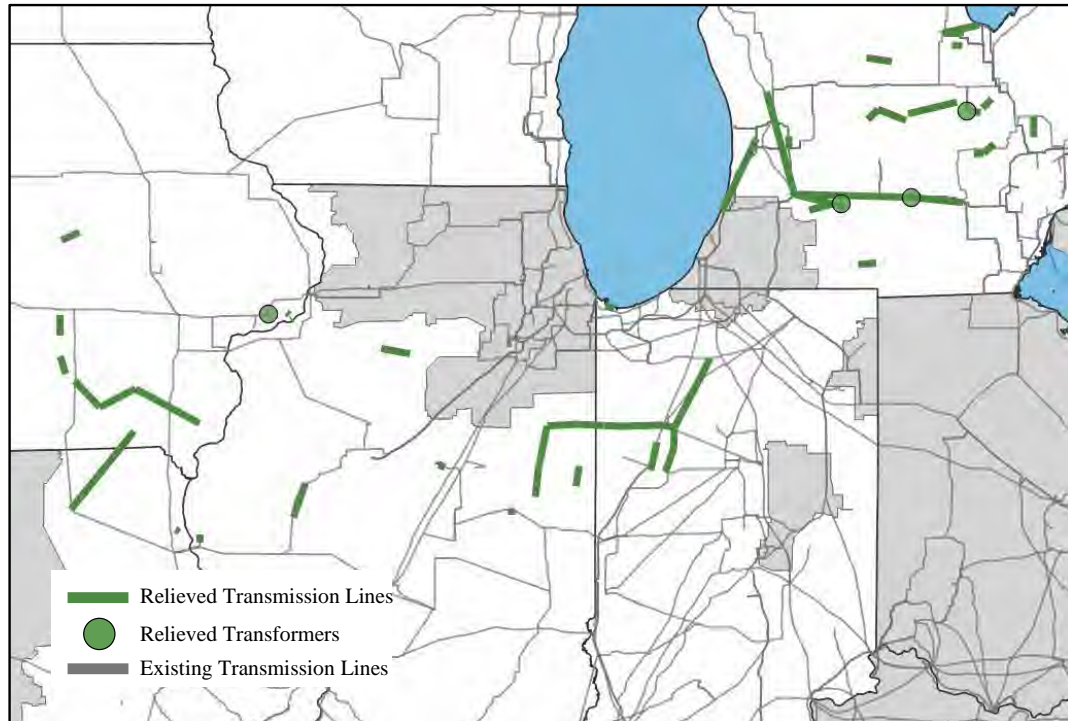 Relieved Transmission Lines
Relieved Transformers
Existing Transmission Lines